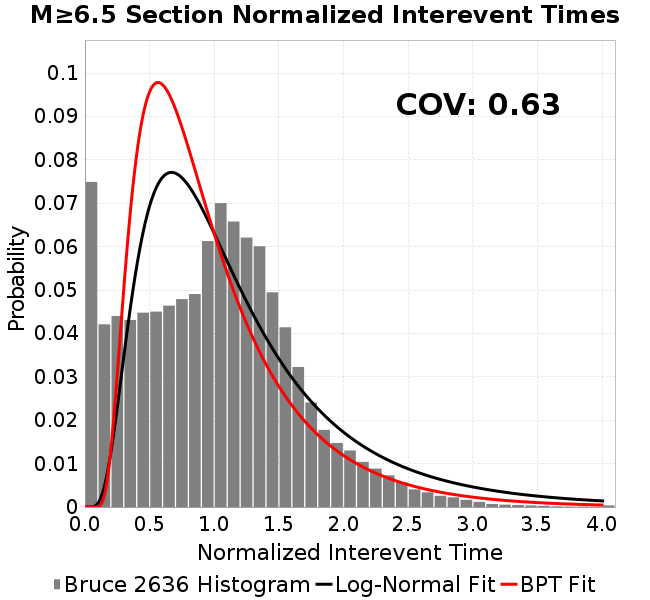 M≥6.5 Section Normalized Interevent Times
COV: 0.63
Probability
0.1
0.09
0.08
0.07
0.06
0.05
0.04
0.03
0.02
0.01
0
0.0 0.5 1.0 1.5 2.0 2.5 3.0 3.5 4.0
Normalized Interevent Time
Bruce 2636 Histogram Log-Normal Fit BPT Fit